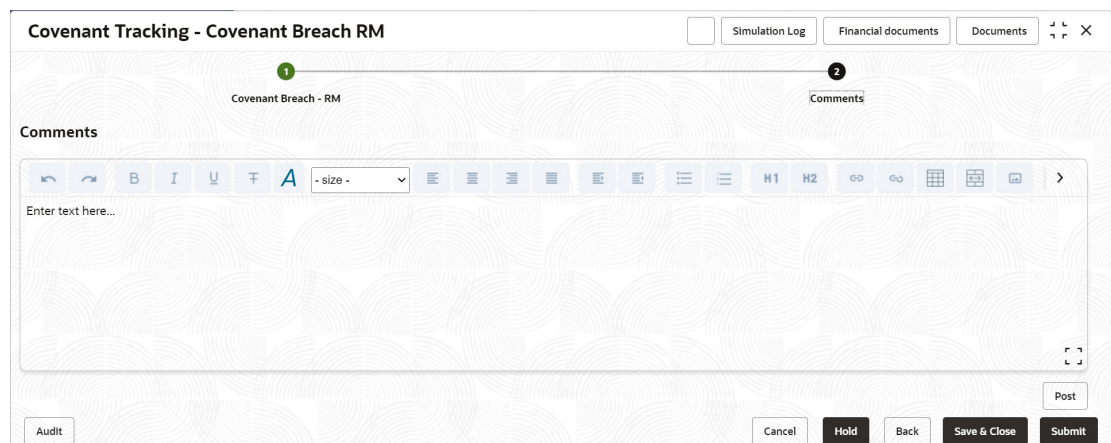 Covenant Tracking - Covenant Breach RM
Simulation Log
Financial documents
Documents
1
2
Covenant Breach - RM
Comments
Comments
B I U T A - size - H1 H2
Enter text here...
Post
Audit
Cancel
Hold
Back
Save & Close
Submit